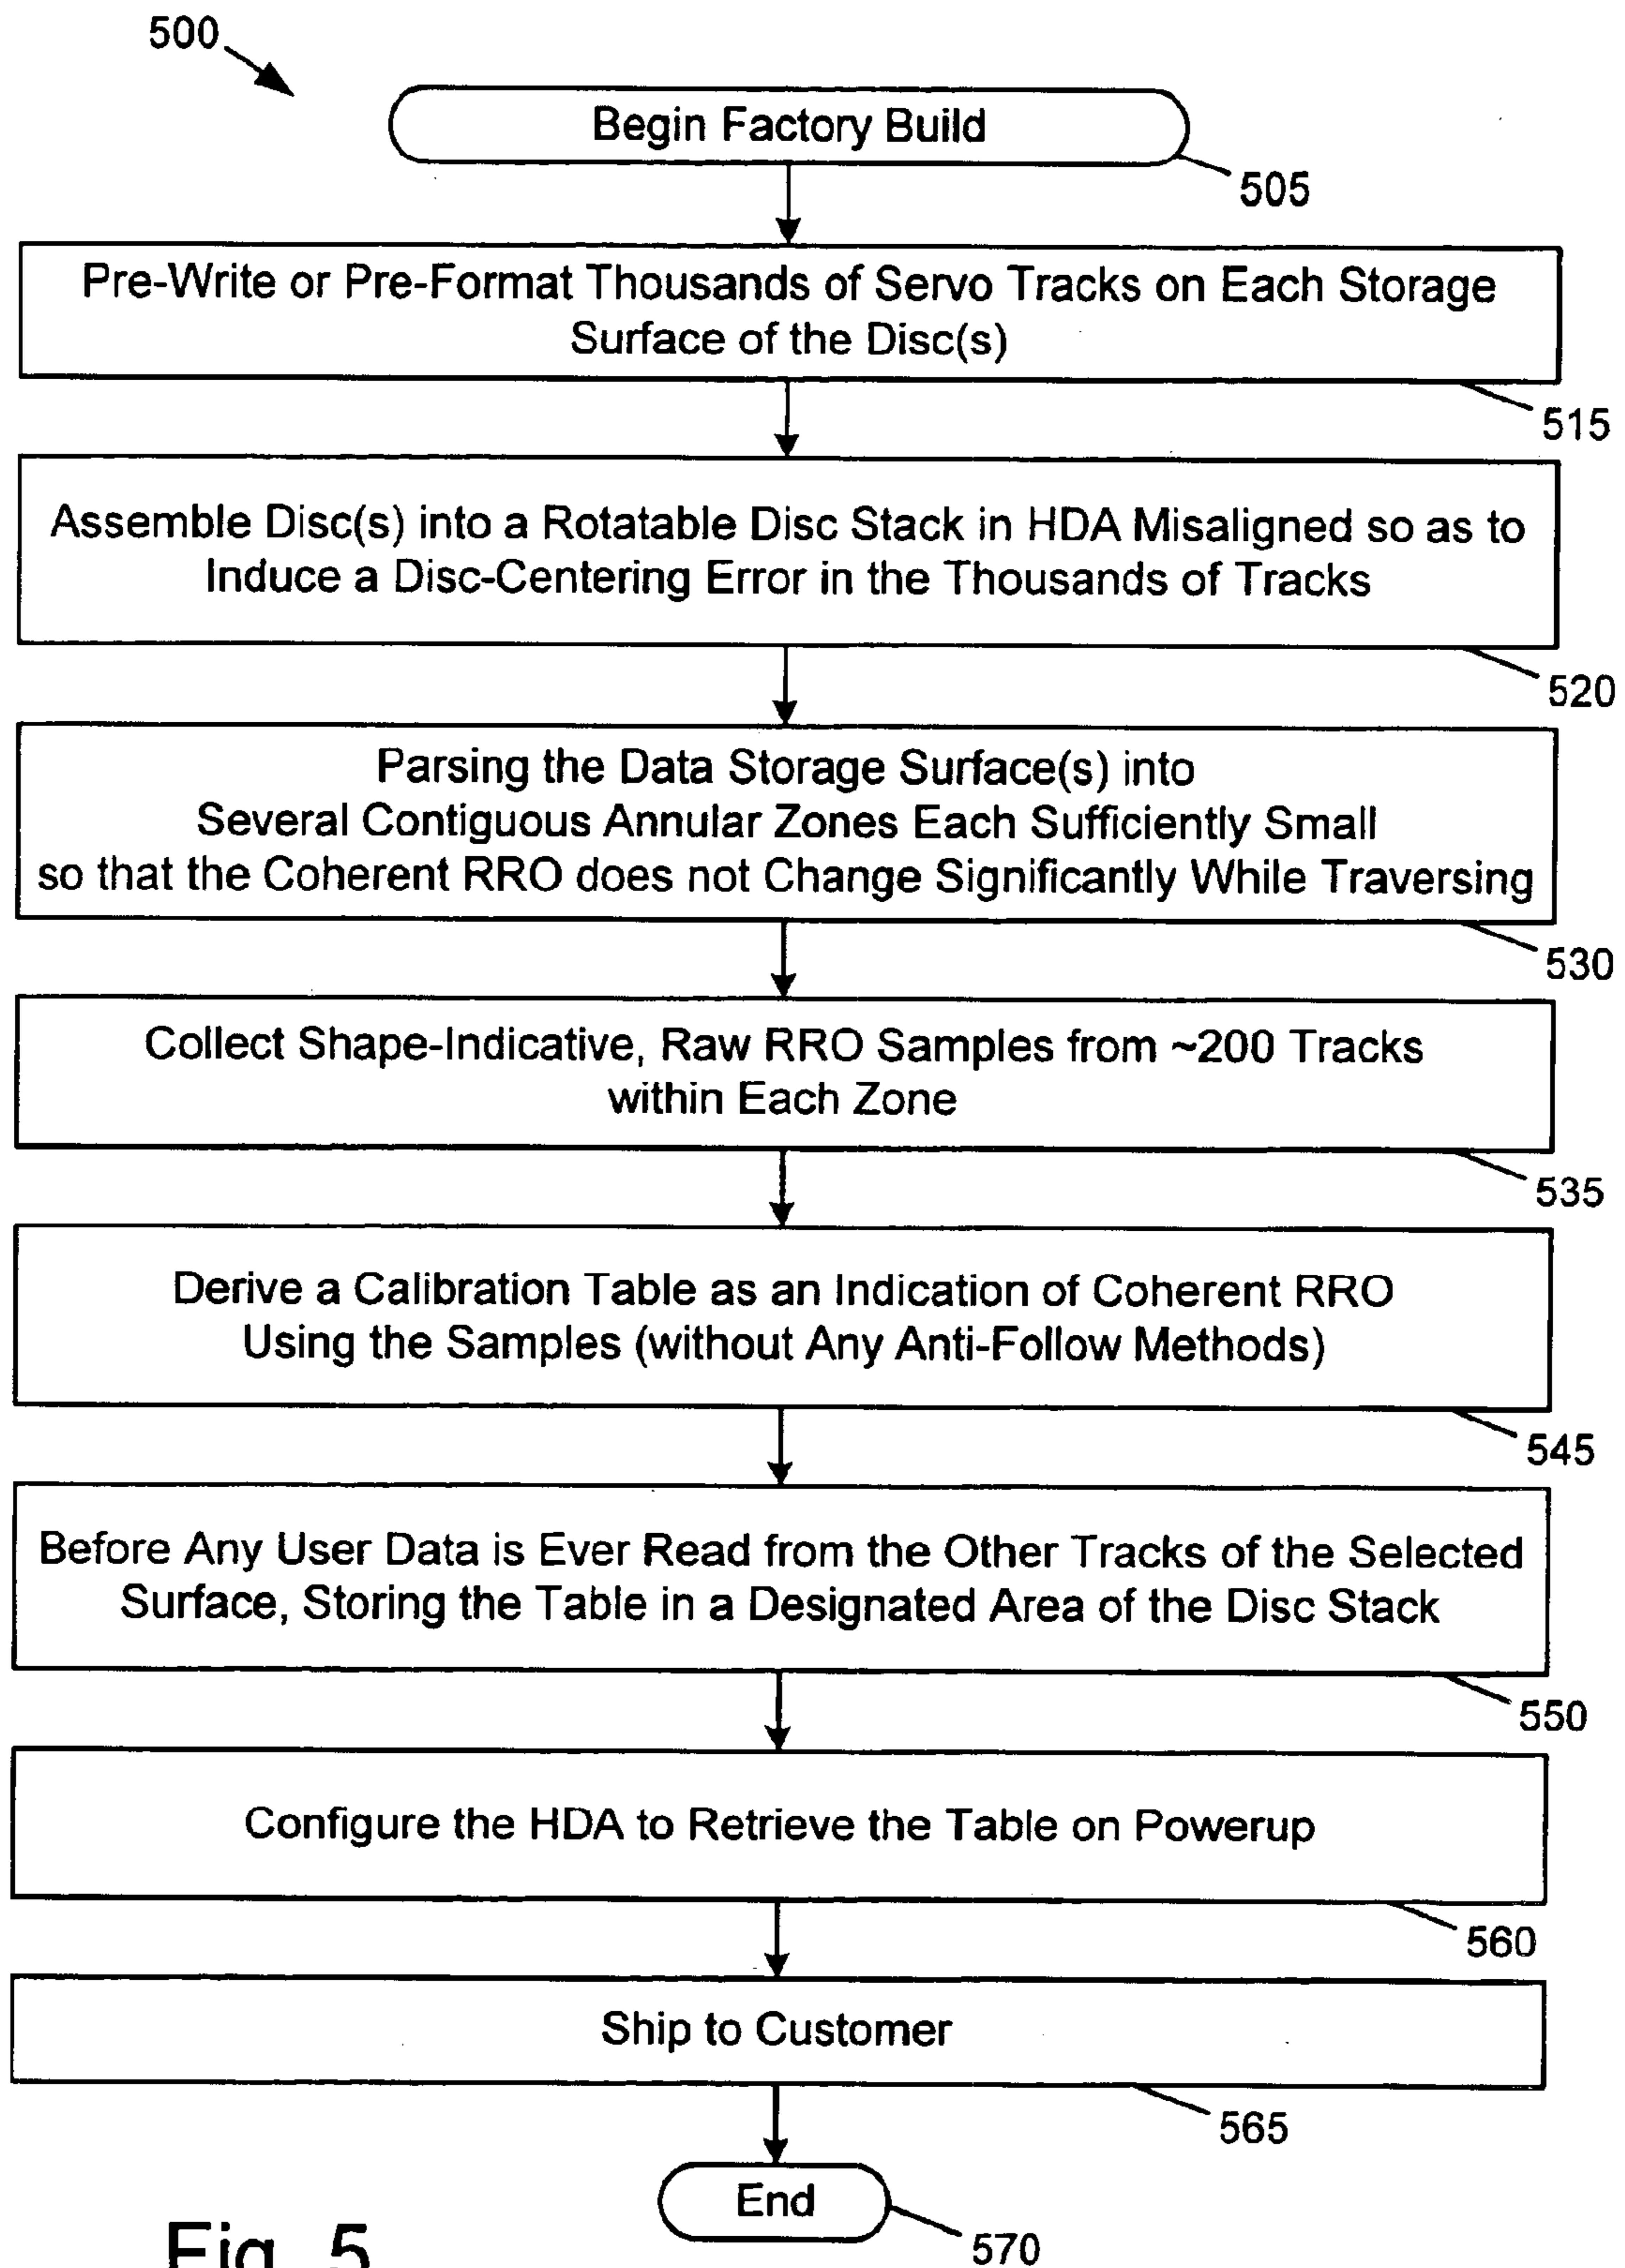 500
Begin Factory Build
505
Pre-Write or Pre-Format Thousands of Servo Tracks on Each Storage
Surface of the Disc(s)
515
Assemble Disc(s) into a Rotatable Disc Stack in HDA Misaligned so as to
Induce a Disc-Centering Error in the Thousands of Tracks
520
Parsing the Data Storage Surface(s) into
Several Contiguous Annular Zones Each Sufficiently Small
so that the Coherent RRO does not Change Significantly While Traversing
530
Collect Shape-Indicative, Raw RRO Samples from ~200 Tracks
within Each Zone
535
Derive a Calibration Table as an Indication of Coherent RRO
Using the Samples (without Any Anti-Follow Methods)
545
Before Any User Data is Ever Read from the Other Tracks of the Selected
Surface, Storing the Table in a Designated Area of the Disc Stack
550
Configure the HDA to Retrieve the Table on Powerup
560
Ship to Customer
565
End
570
Fig. 5